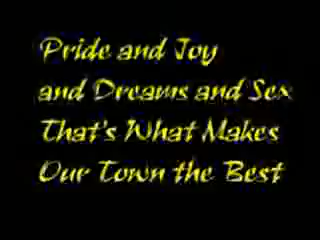 Pride and Joy
and Dreams and Sex
That's What Makes
Our Town the Best